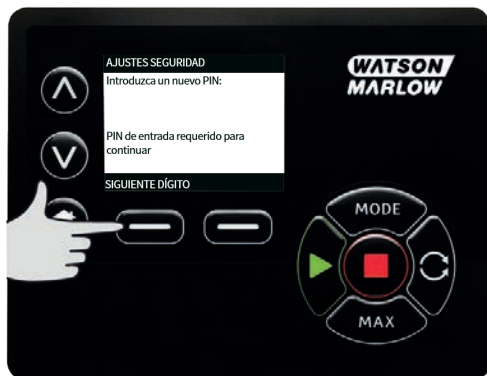 AJUSTES SEGURIDAD
Introduzca un nuevo PIN:
PIN de entrada requerido para
continuar
SIGUIENTE DÍGITO
WATSON
MARLOW
MODE
MAX